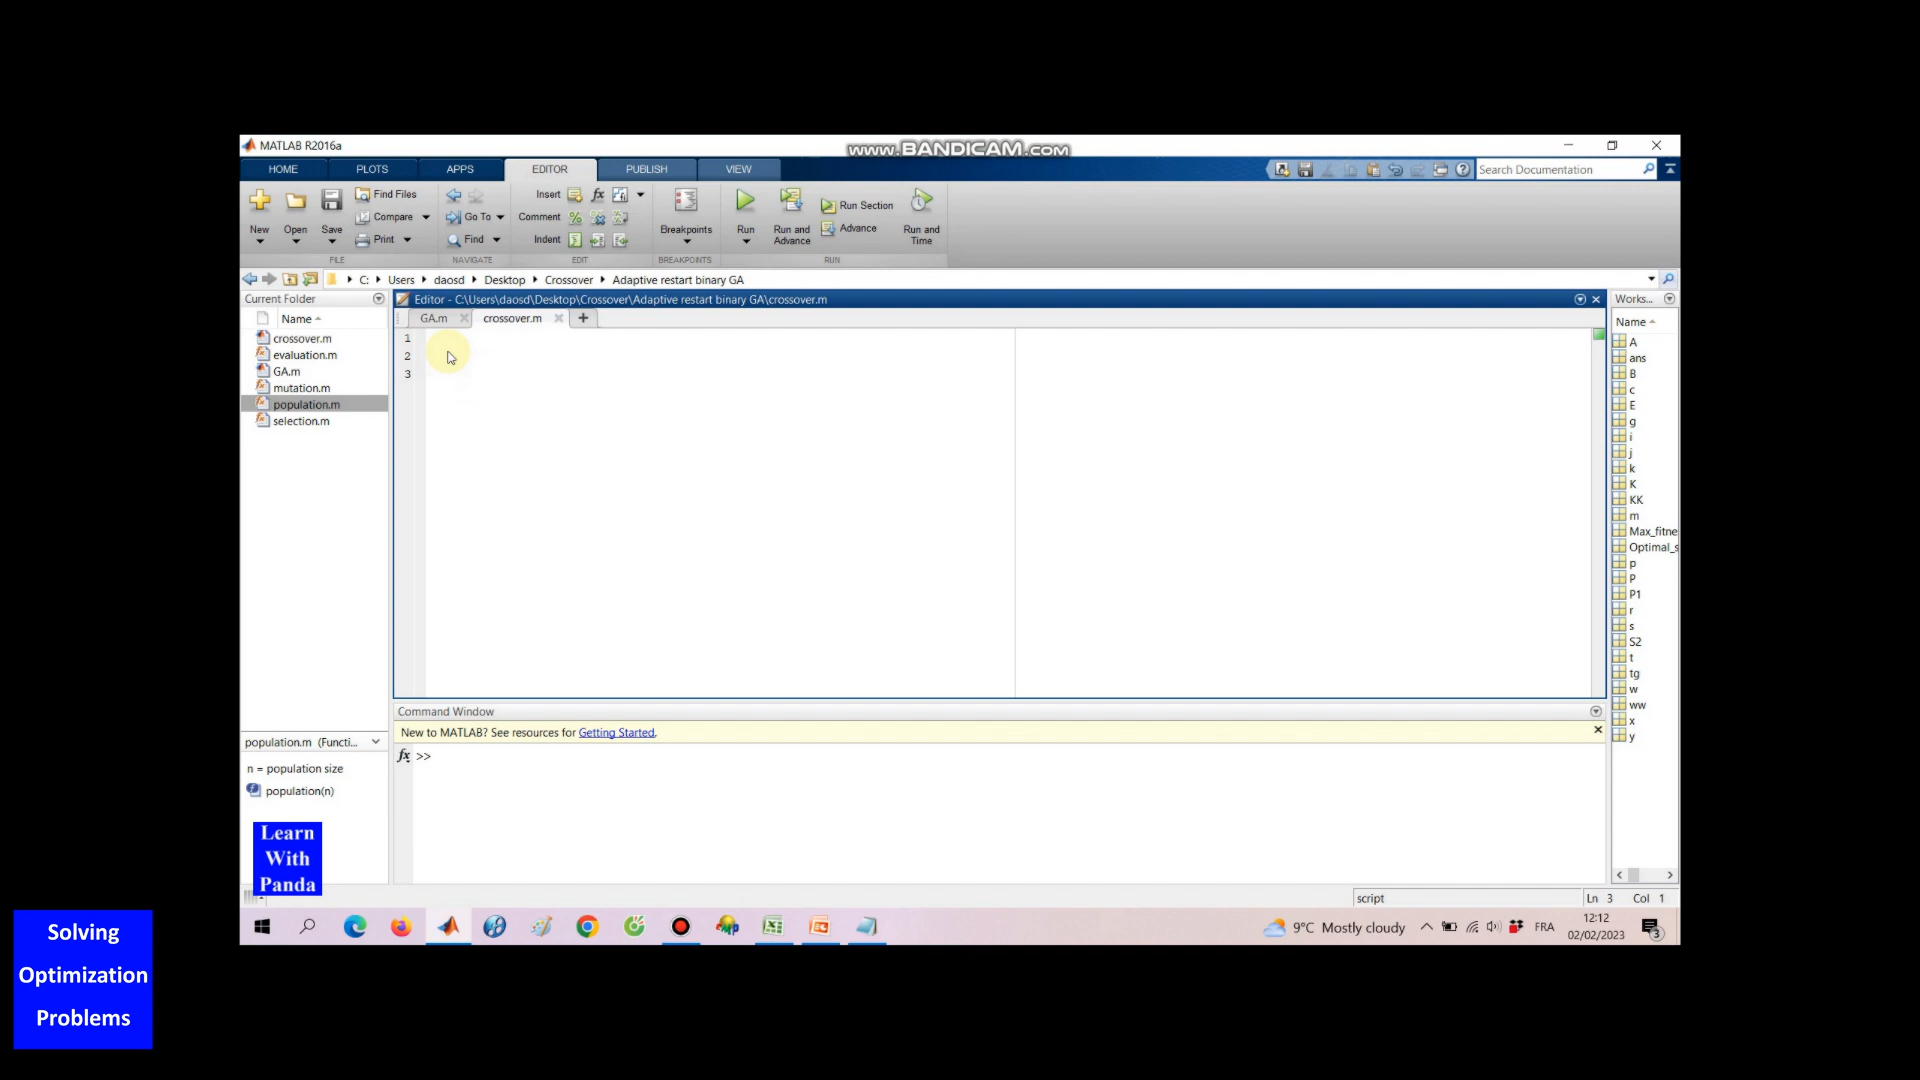 MATLAB R2016a
www.BANDICAM.com
HOME PLOTS APPS EDITOR PUBLISH VIEW
Search Documentation
New
Open
Save
Find Files
Compare
Print
Go To
Find
Insert
Comment
Indent
Breakpoints
Run
Run and
Advance
Run Section
Advance
Run and
Time
FILE NAVIGATE EDIT BREAKPOINTS RUN
C: Users daosd Desktop Crossover Adaptive restart binary GA
Current Folder
Name
crossover.m
evaluation.m
GA.m
mutation.m
population.m
selection.m
Editor - C:\Users\daosd\Desktop\Crossover\Adaptive restart binary GA\crossover.m
GA.m crossover.m
1
2
3
Works...
Name
A
ans
B
c
E
g
i
j
k
K
KK
m
Max_fitne
Optimal_s
p
P
P1
r
s
S2
t
tg
w
ww
x
y
Command Window
New to MATLAB? See resources for Getting Started.
fx >>
population.m (Functi...
n = population size
population(n)
Learn
With
Panda
script Ln 3 Col 1
9°C Mostly cloudy FRA
12:12
02/02/2023
3
Solving
Optimization
Problems